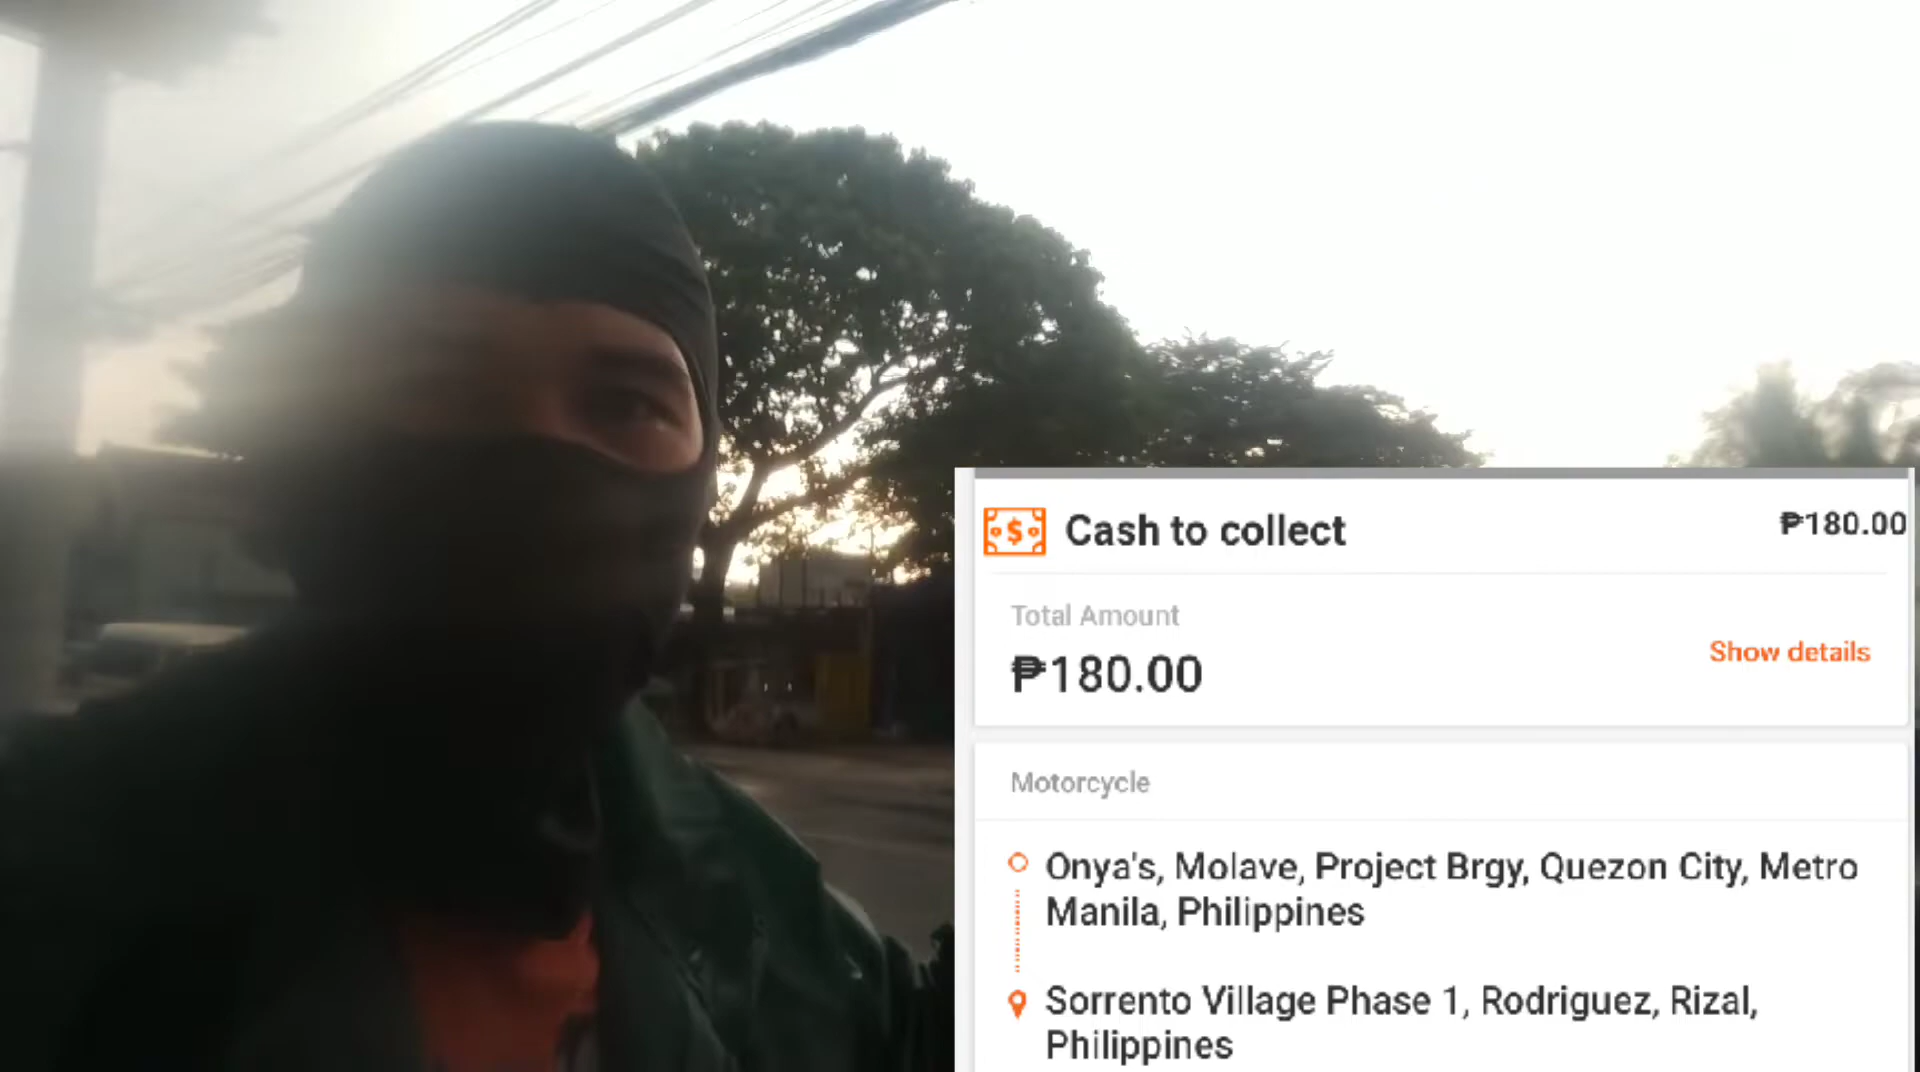 Cash to collect
₱180.00
Total Amount
₱180.00
Show details
Motorcycle
Onya's, Molave, Project Brgy, Quezon City, Metro
Manila, Philippines
Sorrento Village Phase 1, Rodriguez, Rizal,
Philippines